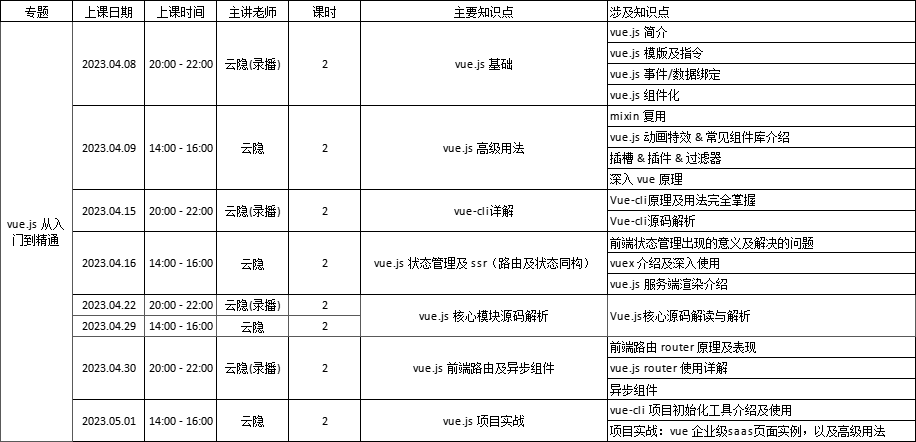 专题 上课日期 上课时间 主讲老师 课时 主要知识点 涉及知识点
vue.js 从入
门到精通
2023.04.08 20:00 - 22:00 云隐(录播) 2 vue.js 基础
vue.js 简介
vue.js 模版及指令
vue.js 事件/数据绑定
vue.js 组件化
2023.04.09 14:00 - 16:00 云隐 2 vue.js 高级用法
mixin 复用
vue.js 动画特效 & 常见组件库介绍
插槽 & 插件 & 过滤器
深入 vue 原理
2023.04.15 20:00 - 22:00 云隐(录播) 2 vue-cli详解
Vue-cli原理及用法完全掌握
Vue-cli源码解析
2023.04.16 14:00 - 16:00 云隐 2 vue.js 状态管理及 ssr（路由及状态同构）
前端状态管理出现的意义及解决的问题
vuex 介绍及深入使用
vue.js 服务端渲染介绍
2023.04.22 20:00 - 22:00 云隐(录播) 2
2023.04.29 14:00 - 16:00 云隐 2
vue.js 核心模块源码解析 Vue.js核心源码解读与解析
2023.04.30 20:00 - 22:00 云隐(录播) 2 vue.js 前端路由及异步组件
前端路由 router 原理及表现
vue.js router 使用详解
异步组件
2023.05.01 14:00 - 16:00 云隐 2 vue.js 项目实战
vue-cli 项目初始化工具介绍及使用
项目实战：vue 企业级saas页面实例，以及高级用法